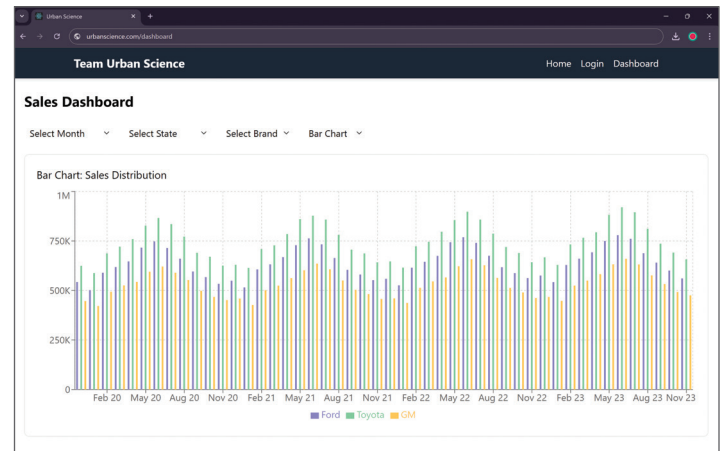 Urban Science
urbanscience.com/dashboard
Team Urban Science
Home Login Dashboard
Sales Dashboard
Select Month Select State Select Brand Bar Chart
Bar Chart: Sales Distribution
1M
750K
500K
250K
0
Feb 20 May 20 Aug 20 Nov 20 Feb 21 May 21 Aug 21 Nov 21 Feb 22 May 22 Aug 22 Nov 22 Feb 23 May 23 Aug 23 Nov 23
Ford Toyota GM